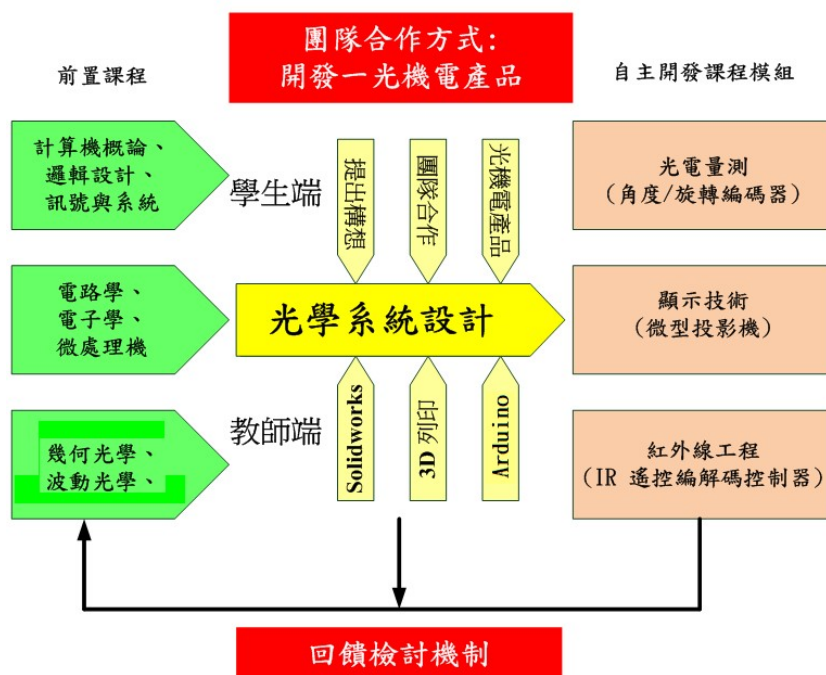 團隊合作方式:
開發一光機電產品
前置課程
自主開發課程模組
計算機概論、
邏輯設計、
訊號與系統
學生端
提出構想
團隊合作
光機電產品
光電量測
(角度/旋轉編碼器)
電路學、
電子學、
微處理機
光學系統設計
顯示技術
(微型投影機)
幾何光學、
波動光學、
教師端
Solidworks
3D 列印
Arduino
紅外線工程
(IR 遙控編解碼控制器)
回饋檢討機制